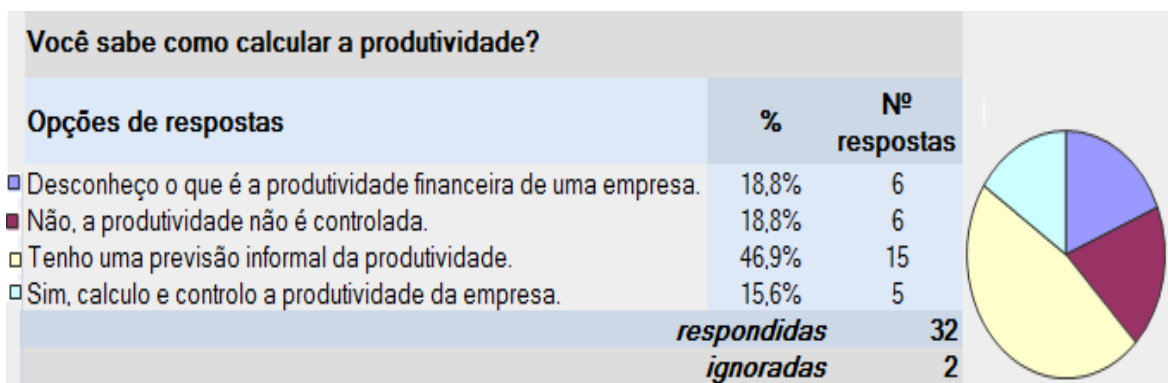 Você sabe como calcular a produtividade?
Opções de respostas % Nº respostas
Desconheço o que é a produtividade financeira de uma empresa. 18,8% 6
Não, a produtividade não é controlada. 18,8% 6
Tenho uma previsão informal da produtividade. 46,9% 15
Sim, calculo e controlo a produtividade da empresa. 15,6% 5
respondidas 32
ignoradas 2